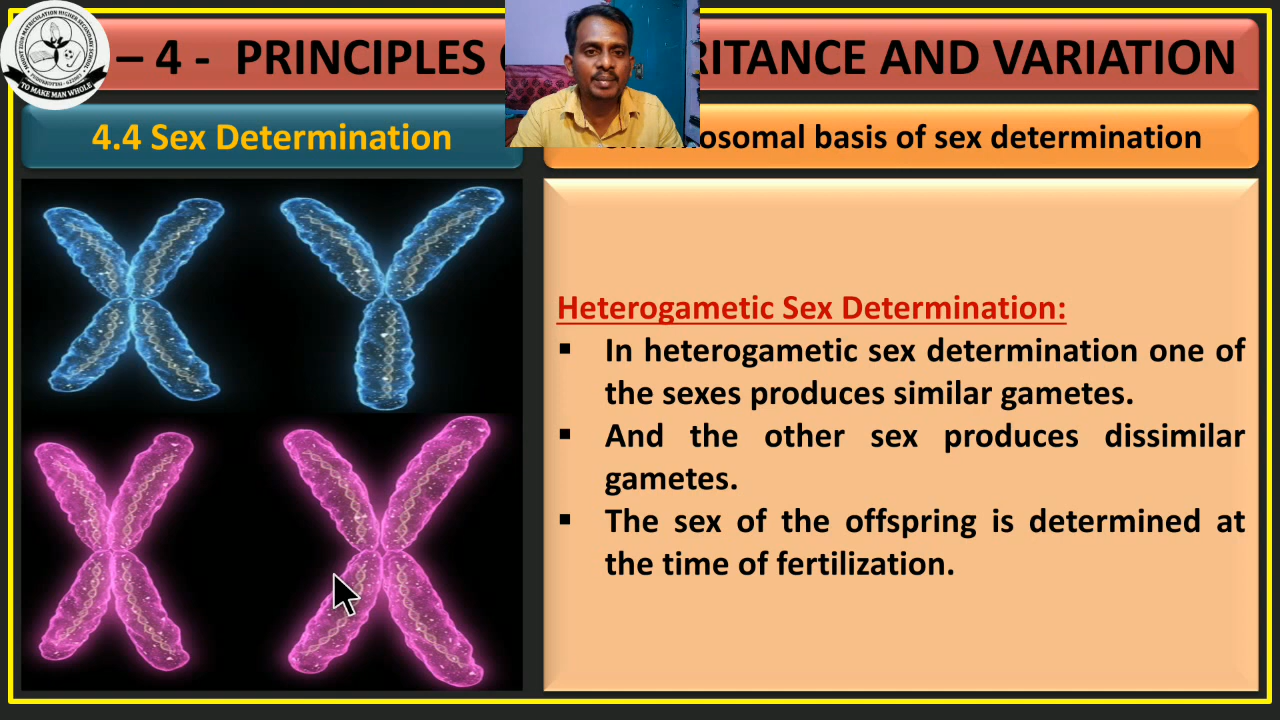 – 4 - PRINCIPLES RITANCE AND VARIATION
4.4 Sex Determination
osomal basis of sex determination
Heterogametic Sex Determination:
▪ In heterogametic sex determination one of
the sexes produces similar gametes.
▪ And the other sex produces dissimilar
gametes.
▪ The sex of the offspring is determined at
the time of fertilization.
TO MAKE MAN WHOLE